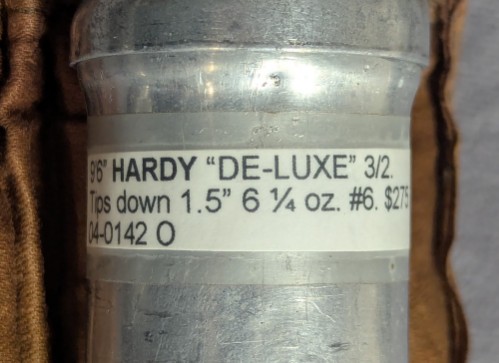 9'6" HARDY "DE-LUXE" 3/2.
Tips down 1.5" 6 ¼ oz. #6. $275
04-0142 O